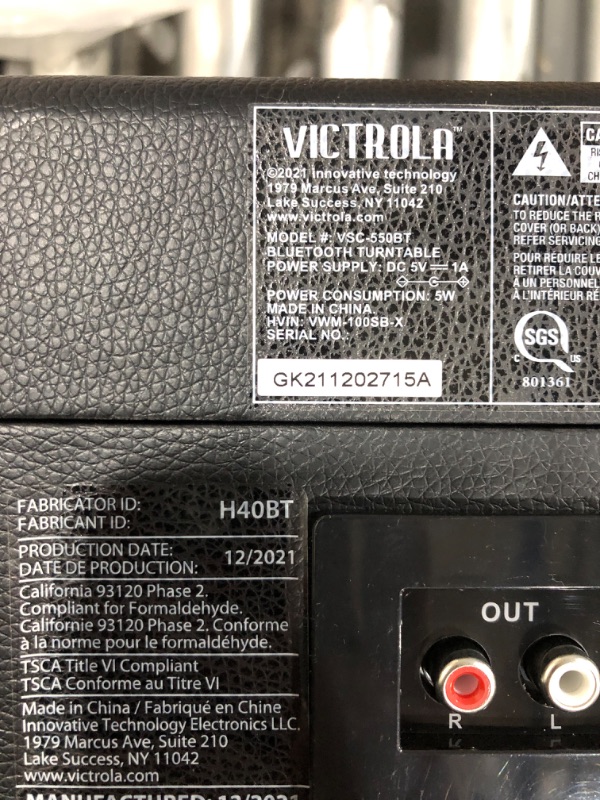 VICTROLA™
©2021 innovative technology
1979 Marcus Ave, Suite 210
Lake Success, NY 11042
www.victrola.com
MODEL #: VSC-550BT
BLUETOOTH TURNTABLE
POWER SUPPLY: DC 5V⎓1A
POWER CONSUMPTION: 5W
MADE IN CHINA.
HVIN: VWM-100SB-X
SERIAL NO.:
GK211202715A
CA
CAUTION/ATTE
TO REDUCE THE R
COVER (OR BACK)
REFER SERVICING
POUR RÉDUIRE LE
RETIRER LA COUV
À UN PERSONNEL
À L'INTÉRIEUR RÉ
SGS
C US
801361
FABRICATOR ID:
FABRICANT ID:
H40BT
PRODUCTION DATE:
DATE DE PRODUCTION:
12/2021
California 93120 Phase 2.
Compliant for Formaldehyde.
Californie 93120 Phase 2. Conforme
à la norme pour le formaldéhyde.
TSCA Title VI Compliant
TSCA Conforme au Titre VI
Made in China / Fabriqué en Chine
Innovative Technology Electronics LLC.
1979 Marcus Ave, Suite 210
Lake Success, NY 11042
www.victrola.com
MANUFACTURED: 12/2021
OUT
R L